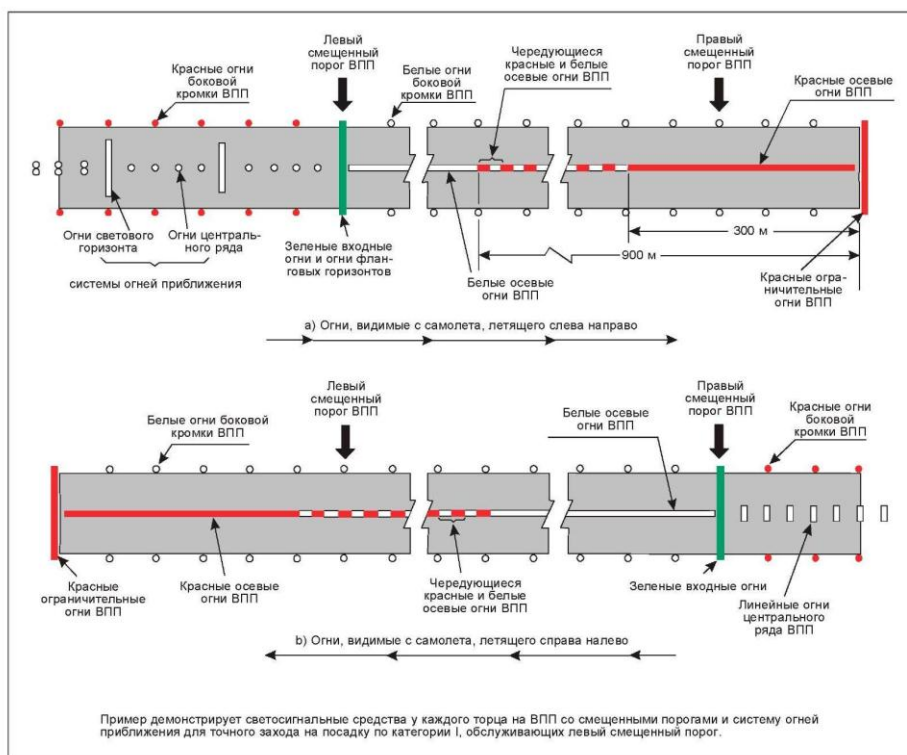 Левый
смещенный
порог ВПП
Чередующиеся
красные и белые
осевые огни ВПП
Правый
смещенный
порог ВПП
Красные огни
боковой
кромки ВПП
Белые огни
боковой
кромки ВПП
Красные осевые
огни ВПП
Огни светового
горизонта
Огни централь-
ного ряда
системы огней приближения
Зеленые входные
огни и огни флан-
говых горизонтов
Белые осевые
огни ВПП
300 м
900 м
Красные огра-
ничительные
огни ВПП
a) Огни, видимые с самолета, летящего слева направо
Левый
смещенный
порог ВПП
Правый
смещенный
порог ВПП
Белые огни боковой
кромки ВПП
Белые осевые
огни ВПП
Красные огни
боковой
кромки ВПП
Красные
ограничительные
огни ВПП
Красные осевые
огни ВПП
Чередующиеся
красные и белые
осевые огни ВПП
Зеленые входные огни
Линейные огни
центрального
ряда ВПП
b) Огни, видимые с самолета, летящего справа налево
Пример демонстрирует светосигнальные средства у каждого торца на ВПП со смещенными порогами и систему огней
приближения для точного захода на посадку по категории I, обслуживающих левый смещенный порог.